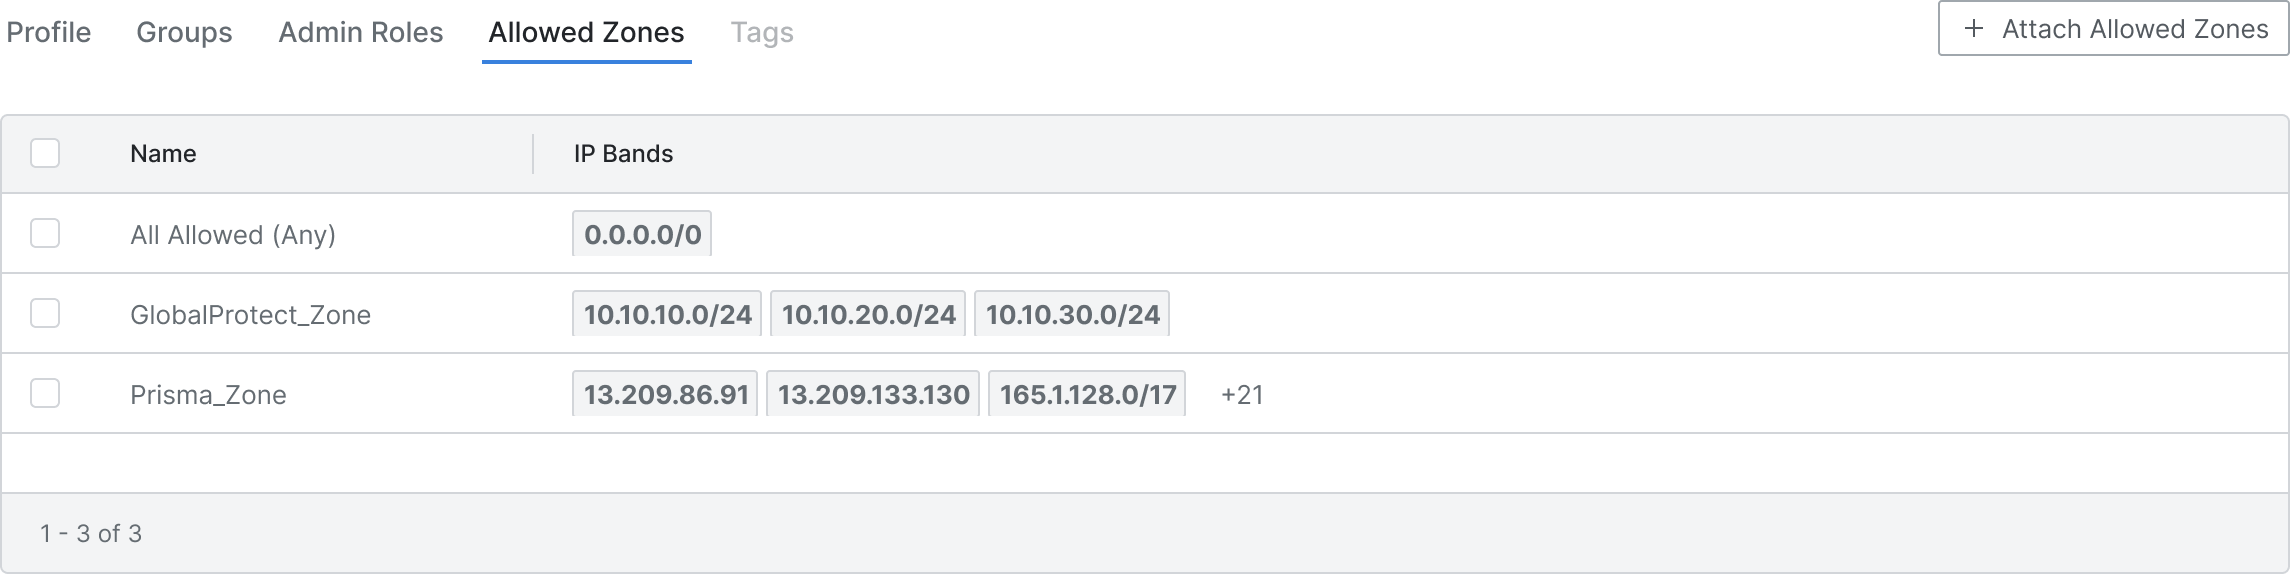 Profile Groups Admin Roles Allowed Zones Tags + Attach Allowed Zones
Name IP Bands
All Allowed (Any) 0.0.0.0/0
GlobalProtect_Zone 10.10.10.0/24 10.10.20.0/24 10.10.30.0/24
Prisma_Zone 13.209.86.91 13.209.133.130 165.1.128.0/17 +21
1 - 3 of 3